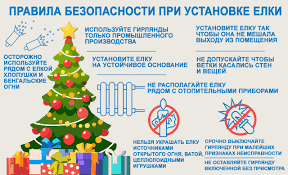 ПРАВИЛА БЕЗОПАСНОСТИ ПРИ УСТАНОВКЕ ЕЛКИ
ИСПОЛЬЗУЙТЕ ГИРЛЯНДЫ
ТОЛЬКО ПРОМЫШЛЕННОГО
ПРОИЗВОДСТВА
УСТАНОВИТЕ ЕЛКУ ТАК
ЧТОБЫ ОНА НЕ МЕШАЛА
ВЫХОДУ ИЗ ПОМЕЩЕНИЯ
ОСТОРОЖНО
ИСПОЛЬЗУЙТЕ
РЯДОМ С ЕЛКОЙ
ХЛОПУШКИ И
БЕНГАЛЬСКИЕ
ОГНИ
УСТАНОВИТЕ ЕЛКУ
НА УСТОЙЧИВОЕ ОСНОВАНИЕ
НЕ ДОПУСКАЙТЕ ЧТОБЫ
ВЕТКИ КАСАЛИСЬ СТЕН
И ВЕЩЕЙ
НЕ РАСПОЛАГАЙТЕ ЕЛКУ
РЯДОМ С ОТОПИТЕЛЬНЫМИ ПРИБОРАМИ
НЕЛЬЗЯ УКРАШАТЬ ЕЛКУ
ИСТОЧНИКАМИ
ОТКРЫТОГО ОГНЯ, ВАТОЙ,
ЦЕЛЛОЛОИДНЫМИ
ИГРУШКАМИ
СРОЧНО ВЫКЛЮЧАЙТЕ
ГИРЛЯНДУ ПРИ МАЛЕЙШИХ
ПРИЗНАКАХ НЕИСПРАВНОСТИ
НЕ ОСТАВЛЯЙТЕ ГИРЛЯНДУ
ВКЛЮЧЕННОЙ БЕЗ ПРИСМОТРА